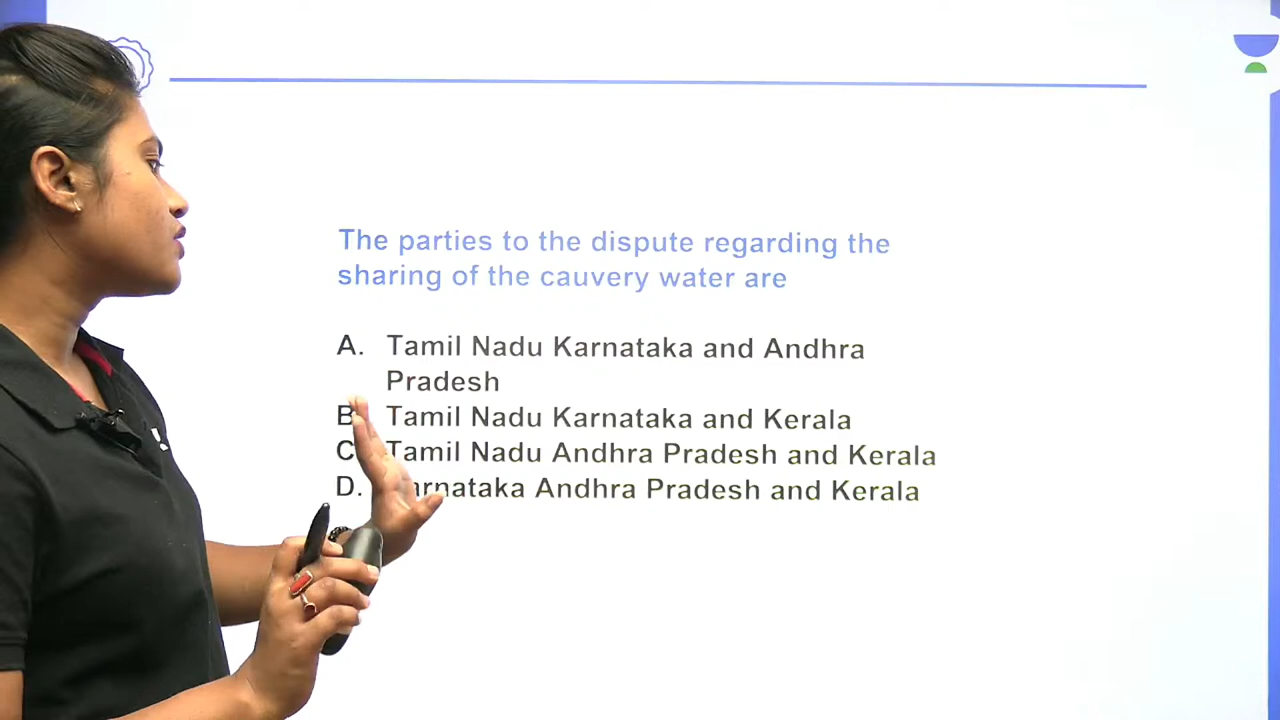 The parties to the dispute regarding the
sharing of the cauvery water are
A. Tamil Nadu Karnataka and Andhra
Pradesh
B. Tamil Nadu Karnataka and Kerala
C. Tamil Nadu Andhra Pradesh and Kerala
D. Karnataka Andhra Pradesh and Kerala